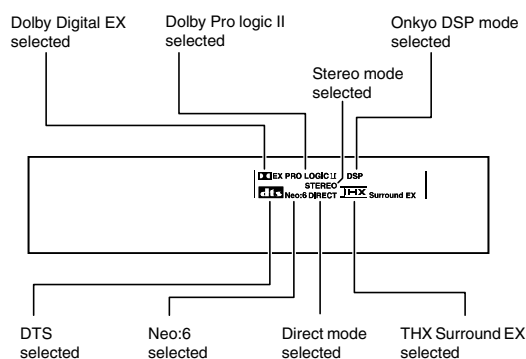 Dolby Digital EX
selected
Dolby Pro logic II
selected
Onkyo DSP mode
selected
Stereo mode
selected
EX PRO LOGIC II DSP
STEREO
dts Neo:6 DIRECT THX Surround EX
DTS
selected
Neo:6
selected
Direct mode
selected
THX Surround EX
selected